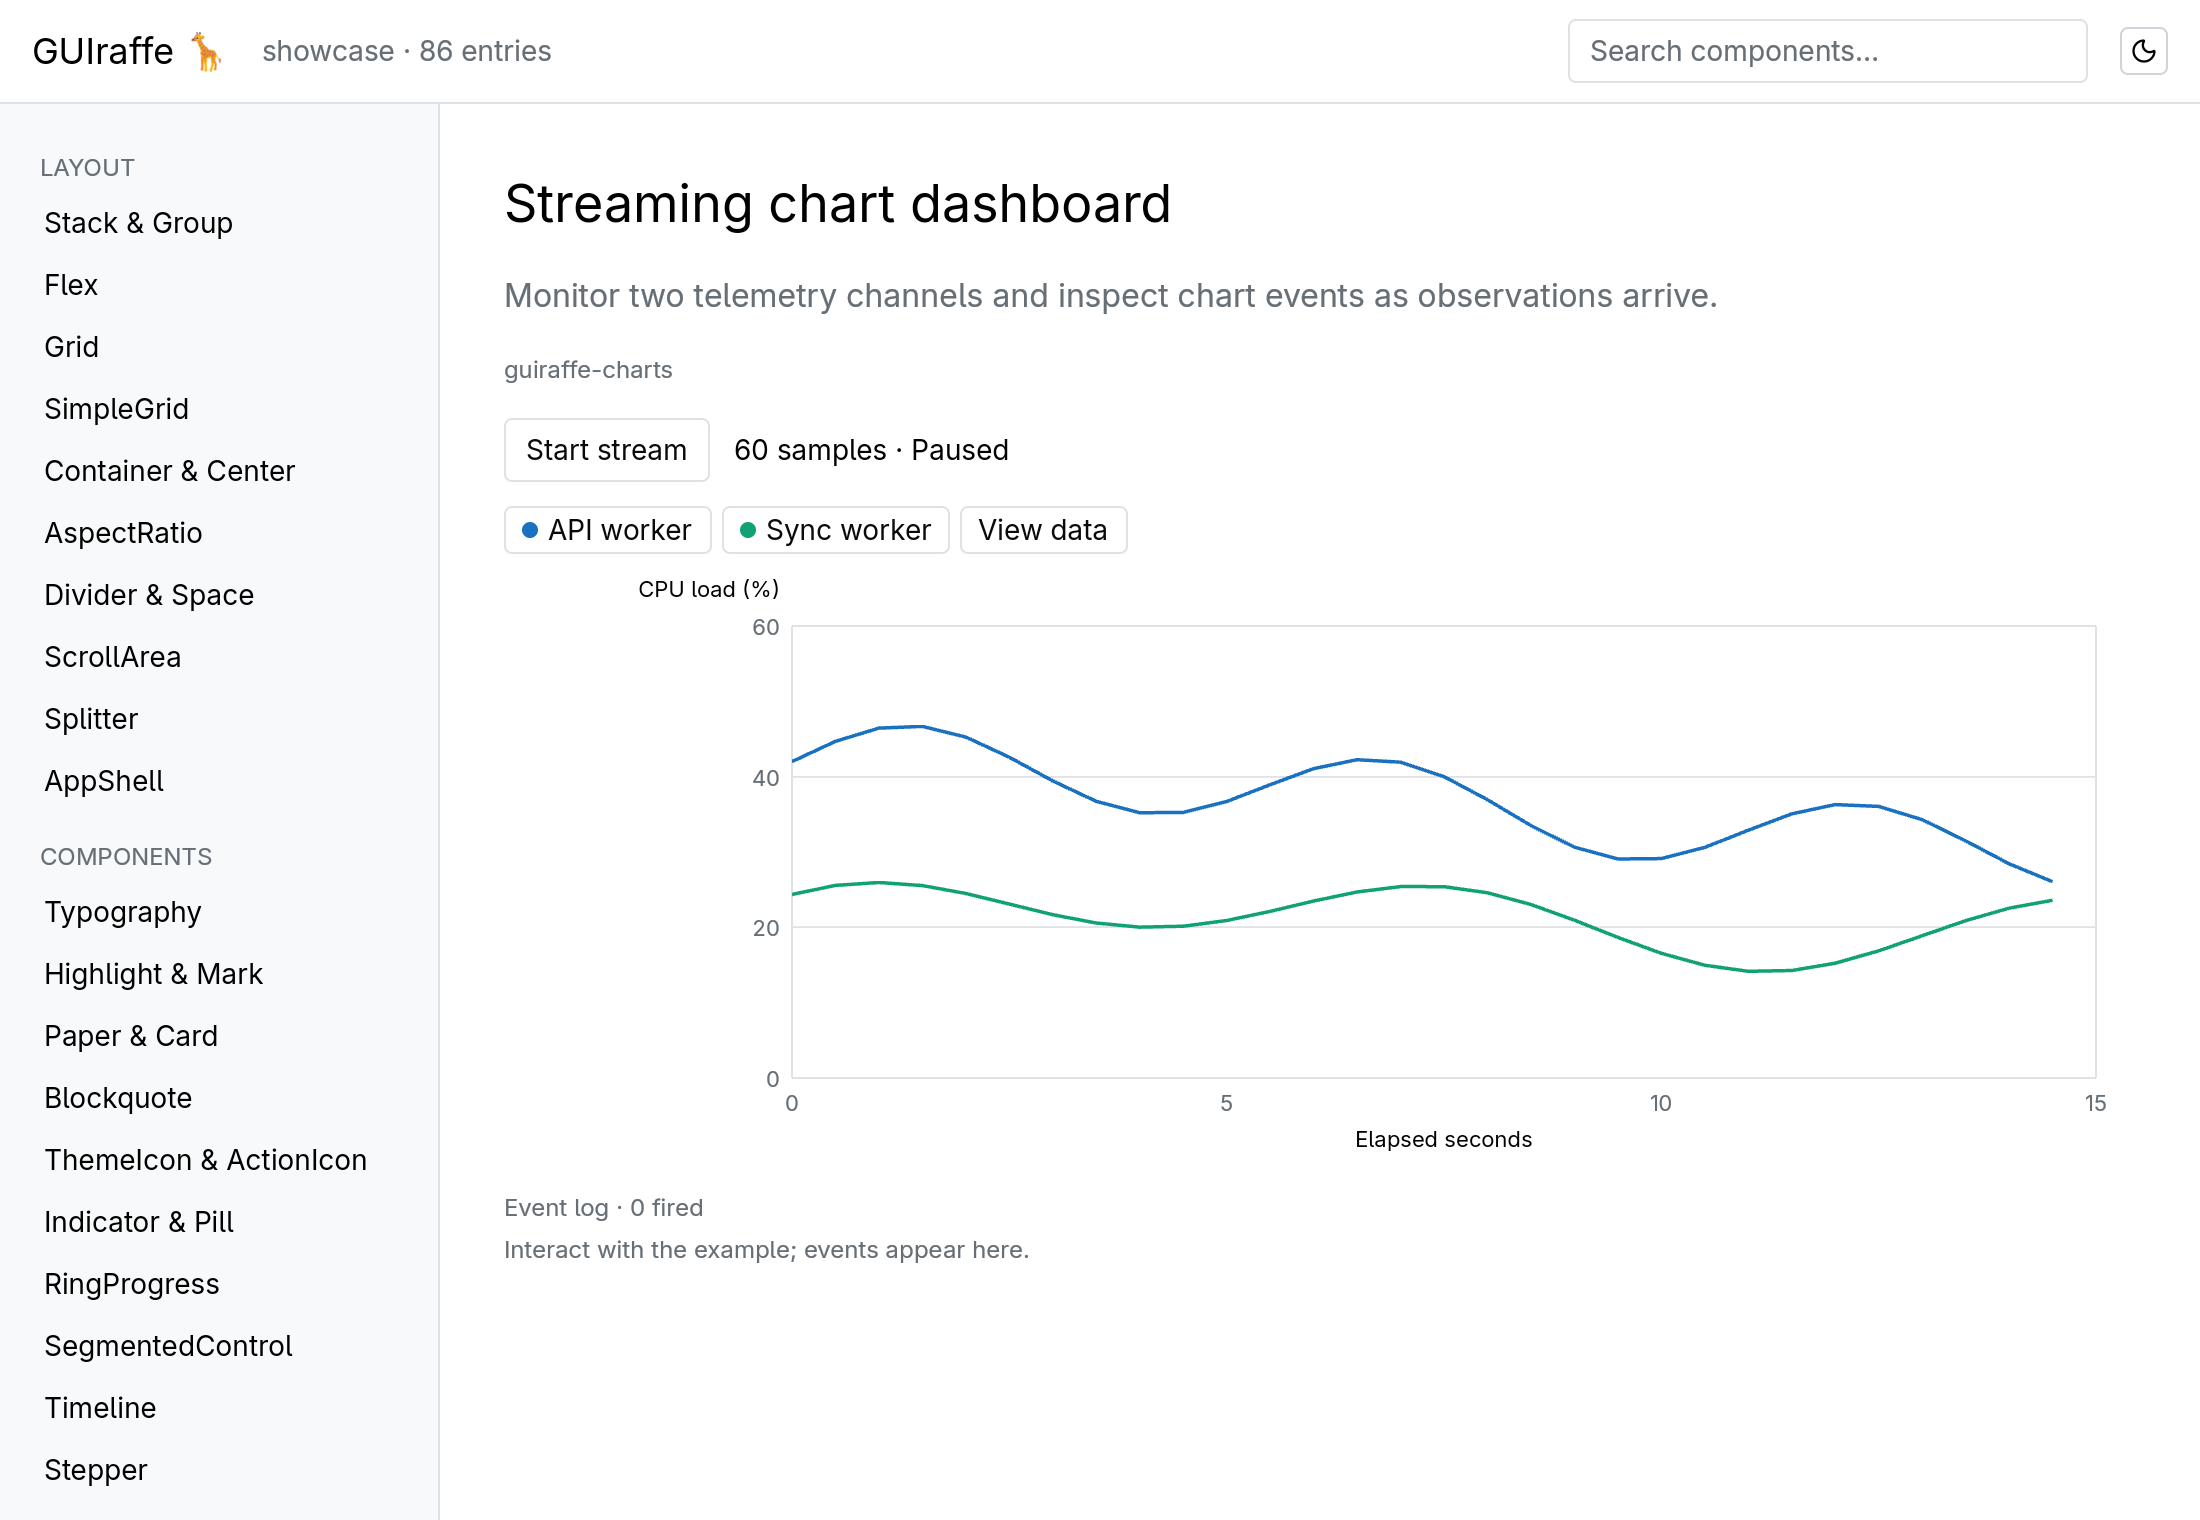 GUIraffe 🦒 showcase · 86 entries
Search components...
LAYOUT
Stack & Group
Flex
Grid
SimpleGrid
Container & Center
AspectRatio
Divider & Space
ScrollArea
Splitter
AppShell
COMPONENTS
Typography
Highlight & Mark
Paper & Card
Blockquote
ThemeIcon & ActionIcon
Indicator & Pill
RingProgress
SegmentedControl
Timeline
Stepper
Streaming chart dashboard
Monitor two telemetry channels and inspect chart events as observations arrive.
guiraffe-charts
Start stream 60 samples · Paused
API worker Sync worker View data
CPU load (%)
60
40
20
0
0 5 10 15
Elapsed seconds
Event log · 0 fired
Interact with the example; events appear here.